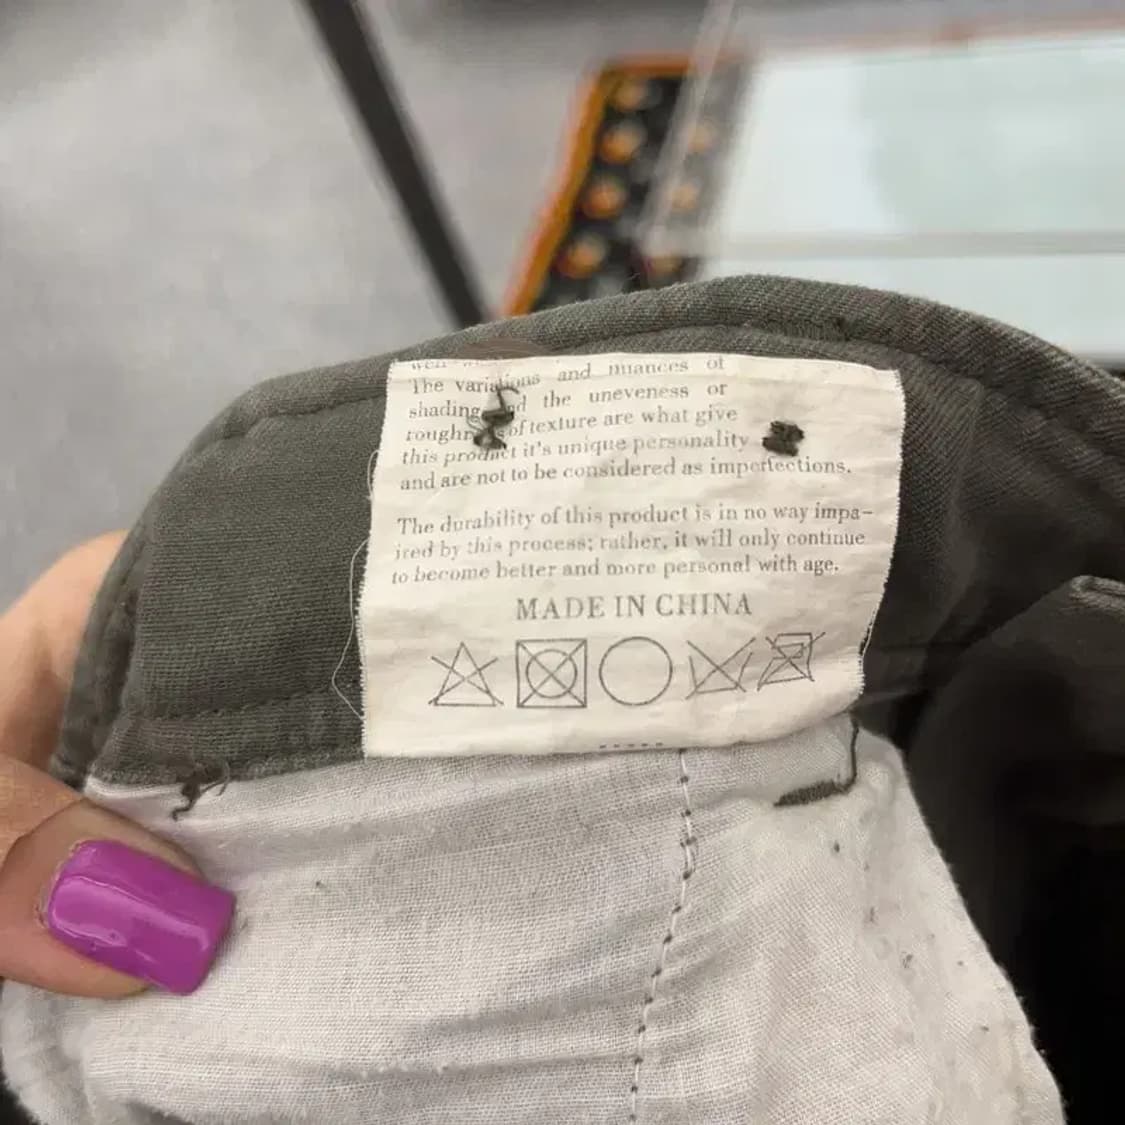 The variations and nuances of
shading and the uneveness or
roughness of texture are what give
this product it's unique personality
and are not to be considered as imperfections.
The durability of this product is in no way impa-
ired by this process; rather, it will only continue
to become better and more personal with age.
MADE IN CHINA